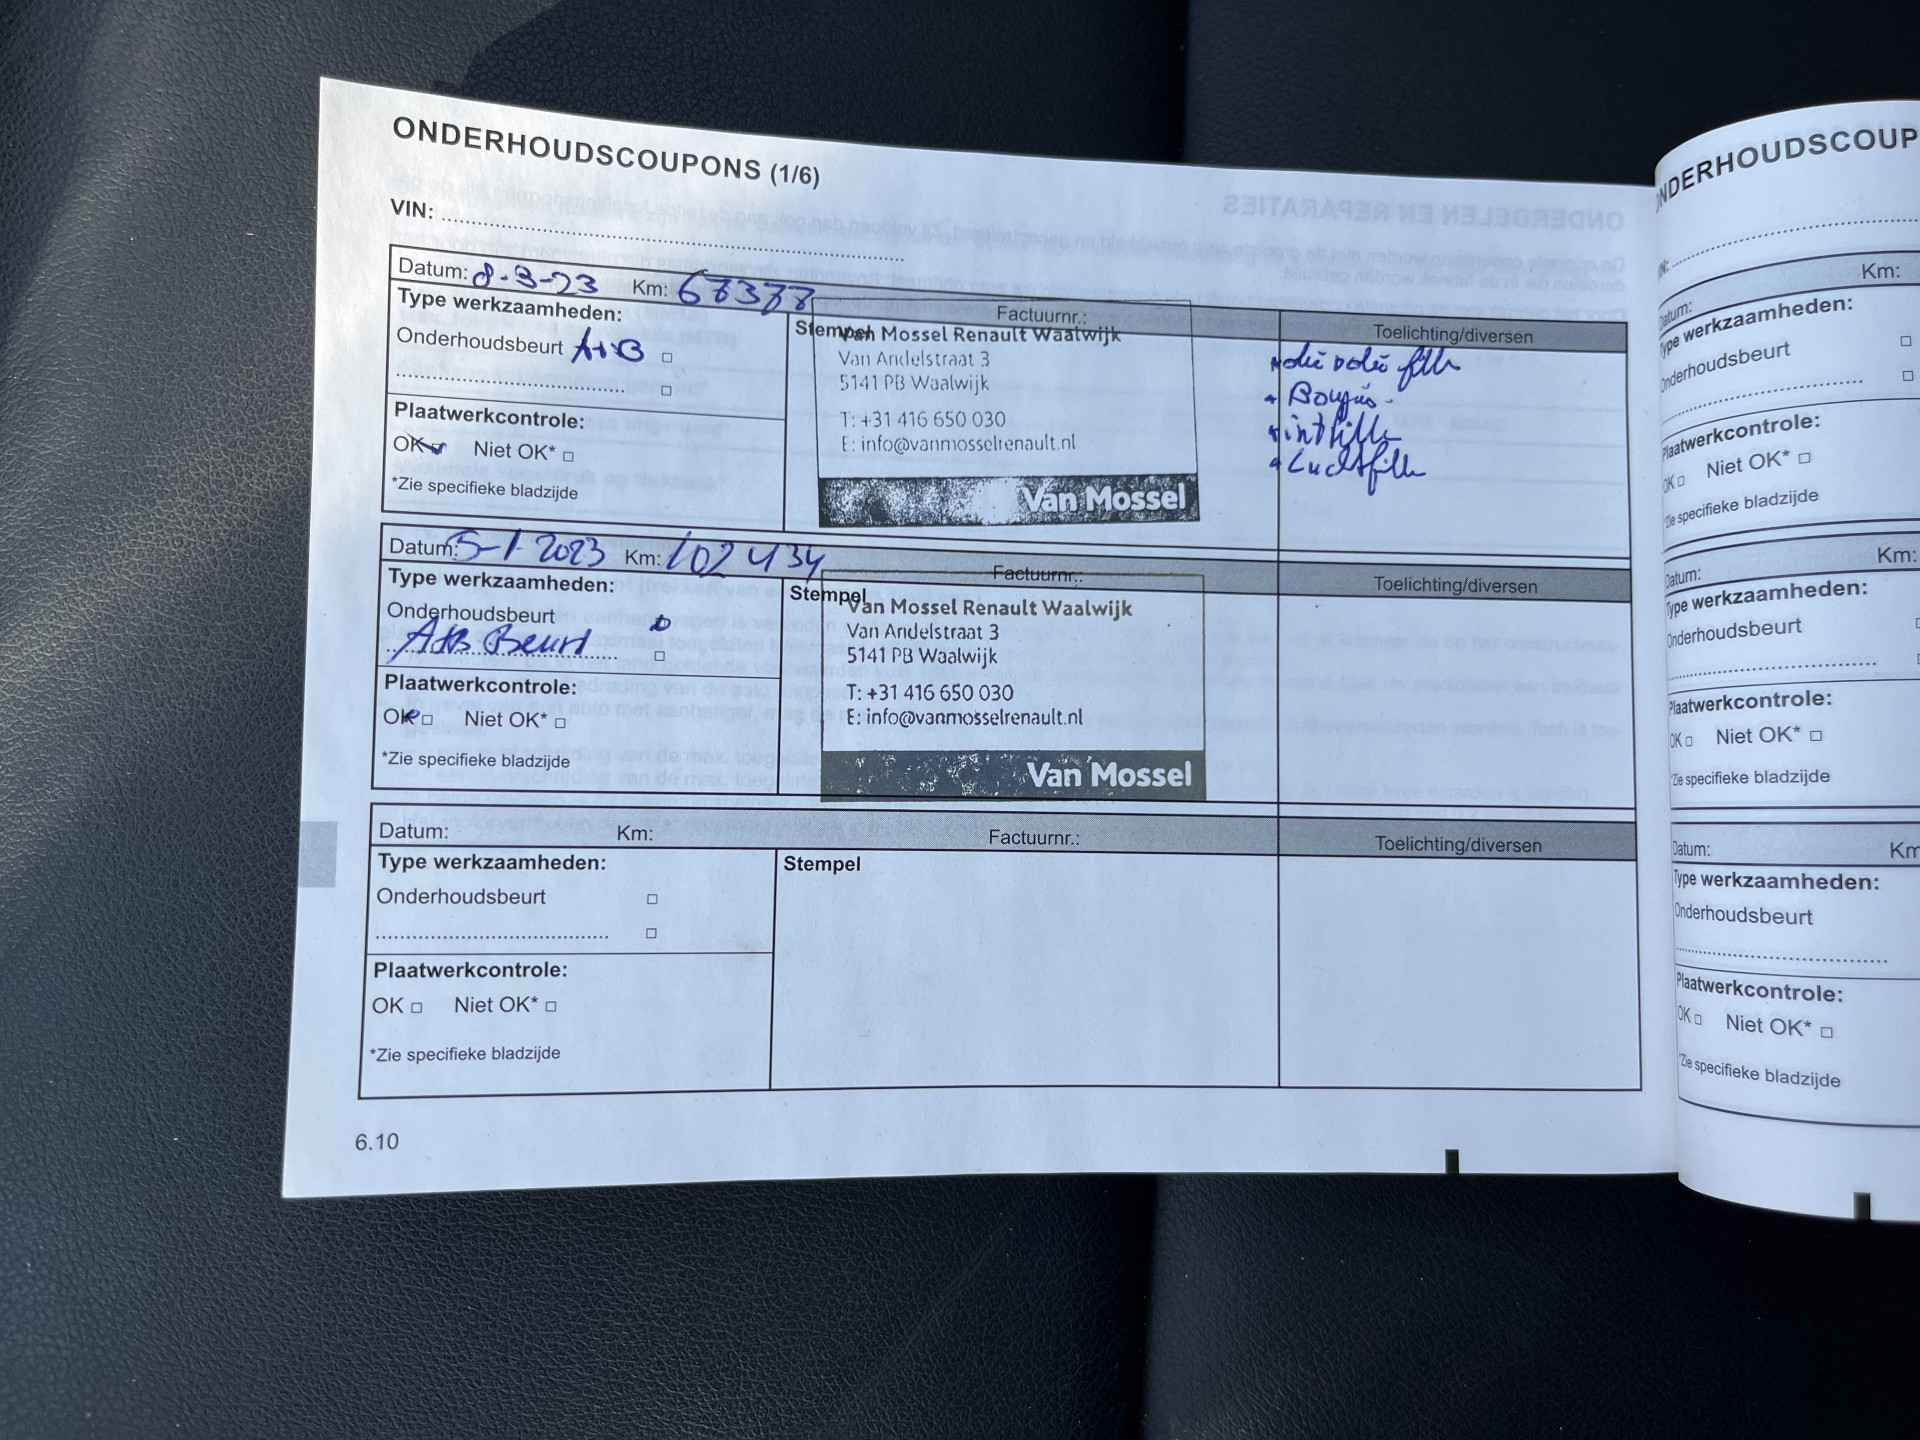 ONDERHOUDSCOUPONS (1/6)
VIN:
Datum: 8-3-23 Km: 67377 Factuurnr.: Toelichting/diversen
Type werkzaamheden:
Onderhoudsbeurt A+B
Plaatwerkcontrole:
OK Niet OK*
*Zie specifieke bladzijde
Stempel
Van Mossel Renault Waalwijk
Van Andelstraat 3
5141 PB Waalwijk
T: +31 416 650 030
E: info@vanmosselrenault.nl
Van Mossel
olie
Bougies
intfilter
Luchtfilter
Datum: 5-1-2023 Km: 102434 Factuurnr.: Toelichting/diversen
Type werkzaamheden:
Onderhoudsbeurt
A+B Beurt
Plaatwerkcontrole:
OK Niet OK*
*Zie specifieke bladzijde
Stempel
Van Mossel Renault Waalwijk
Van Andelstraat 3
5141 PB Waalwijk
T: +31 416 650 030
E: info@vanmosselrenault.nl
Van Mossel
Datum: Km: Factuurnr.: Toelichting/diversen
Type werkzaamheden:
Onderhoudsbeurt
Plaatwerkcontrole:
OK Niet OK*
*Zie specifieke bladzijde
Stempel
6.10
ONDERHOUDSCOUP
Datum: Km:
Type werkzaamheden:
Onderhoudsbeurt
Plaatwerkcontrole:
OK Niet OK*
*Zie specifieke bladzijde
Datum: Km:
Type werkzaamheden:
Onderhoudsbeurt
Plaatwerkcontrole:
OK Niet OK*
*Zie specifieke bladzijde
Datum: Km
Type werkzaamheden:
Onderhoudsbeurt
Plaatwerkcontrole:
OK Niet OK*
*Zie specifieke bladzijde